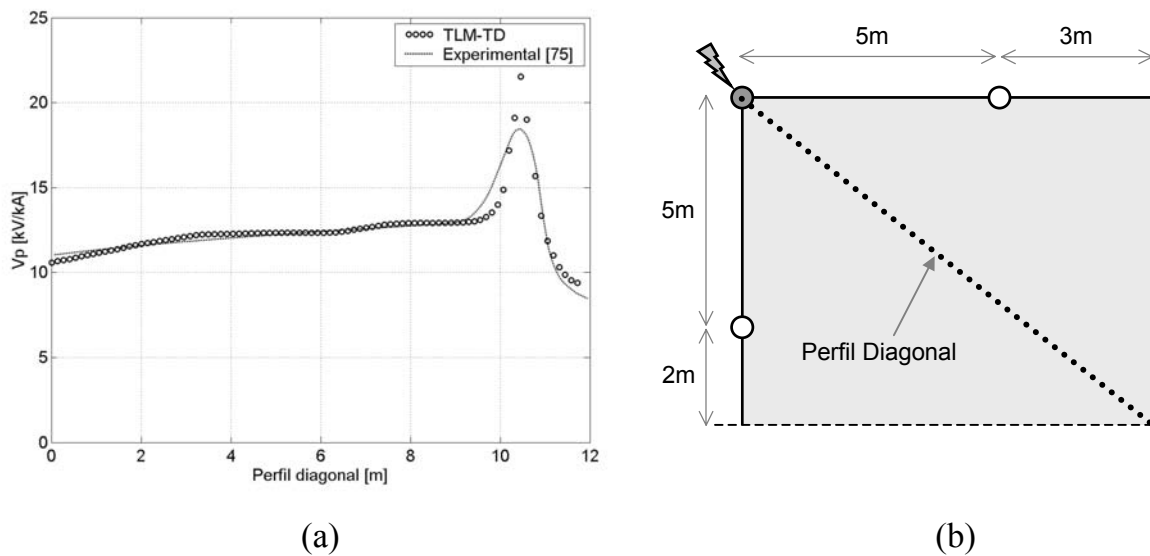 25
20
15
10
5
0
Vp [kV/kA]
TLM-TD
Experimental [75]
0 2 4 6 8 10 12
Perfil diagonal [m]
(a)
5m 3m
5m
2m
Perfil Diagonal
(b)